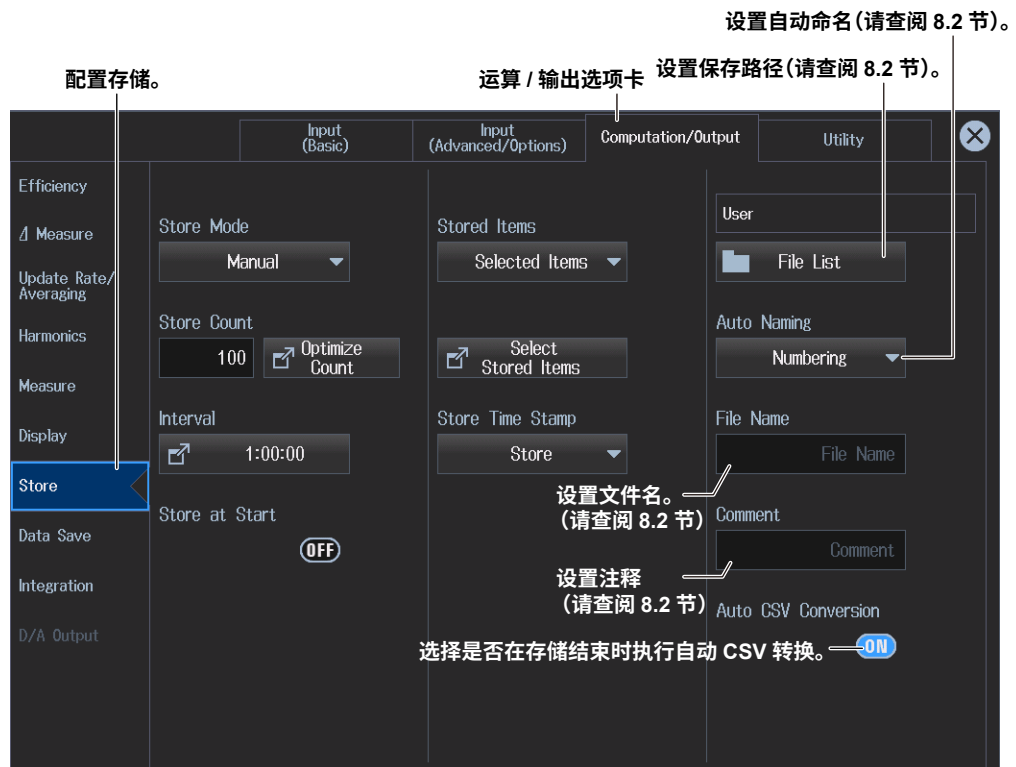 设置自动命名（请查阅 8.2 节）。
配置存储。
运算 / 输出选项卡
设置保存路径（请查阅 8.2 节）。
Input
(Basic)
Input
(Advanced/Options)
Computation/Output
Utility
Efficiency
⊿ Measure
Update Rate/
Averaging
Harmonics
Measure
Display
Store
Data Save
Integration
D/A Output
Store Mode
Manual
Store Count
100
Optimize
Count
Interval
1:00:00
Store at Start
OFF
Stored Items
Selected Items
Select
Stored Items
Store Time Stamp
Store
设置文件名。
（请查阅 8.2 节）
设置注释
（请查阅 8.2 节）
选择是否在存储结束时执行自动 CSV 转换。
User
File List
Auto Naming
Numbering
File Name
File Name
Comment
Comment
Auto CSV Conversion
ON